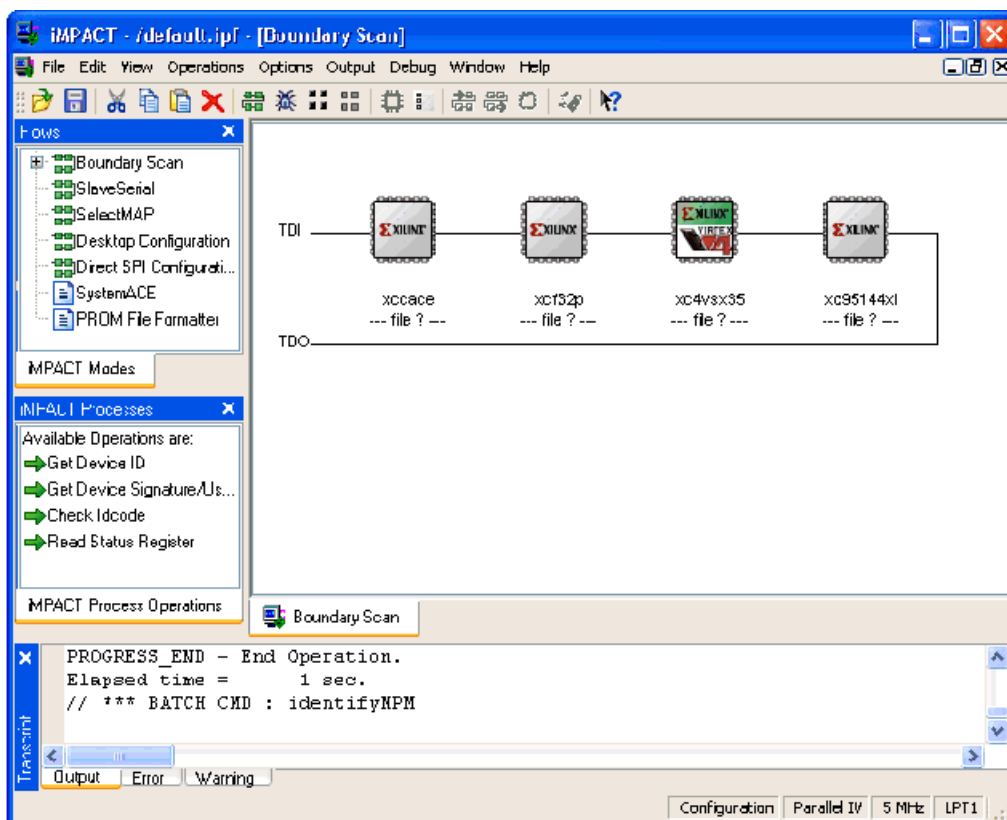 iMPACT - /default.ipf - [Boundary Scan]
File Edit View Operations Options Output Debug Window Help
Flows
Boundary Scan
SlaveSerial
SelectMAP
Desktop Configuration
Direct SPI Configurati...
SystemACE
PROM File Formatter
iMPACT Modes
iMPACT Processes
Available Operations are:
Get Device ID
Get Device Signature/Us...
Check Idcode
Read Status Register
iMPACT Process Operations
TDI
XILINX XILINX XILINX XILINX
VIRTEX
4
xccace xcf32p xc4vsx35 xc95144xl
--- file ? --- --- file ? --- --- file ? --- --- file ? ---
TDO
Boundary Scan
PROGRESS_END - End Operation.
Elapsed time = 1 sec.
// *** BATCH CMD : identifyMPM
Transcript
Output Error Warning
Configuration Parallel IV 5 MHz LPT1